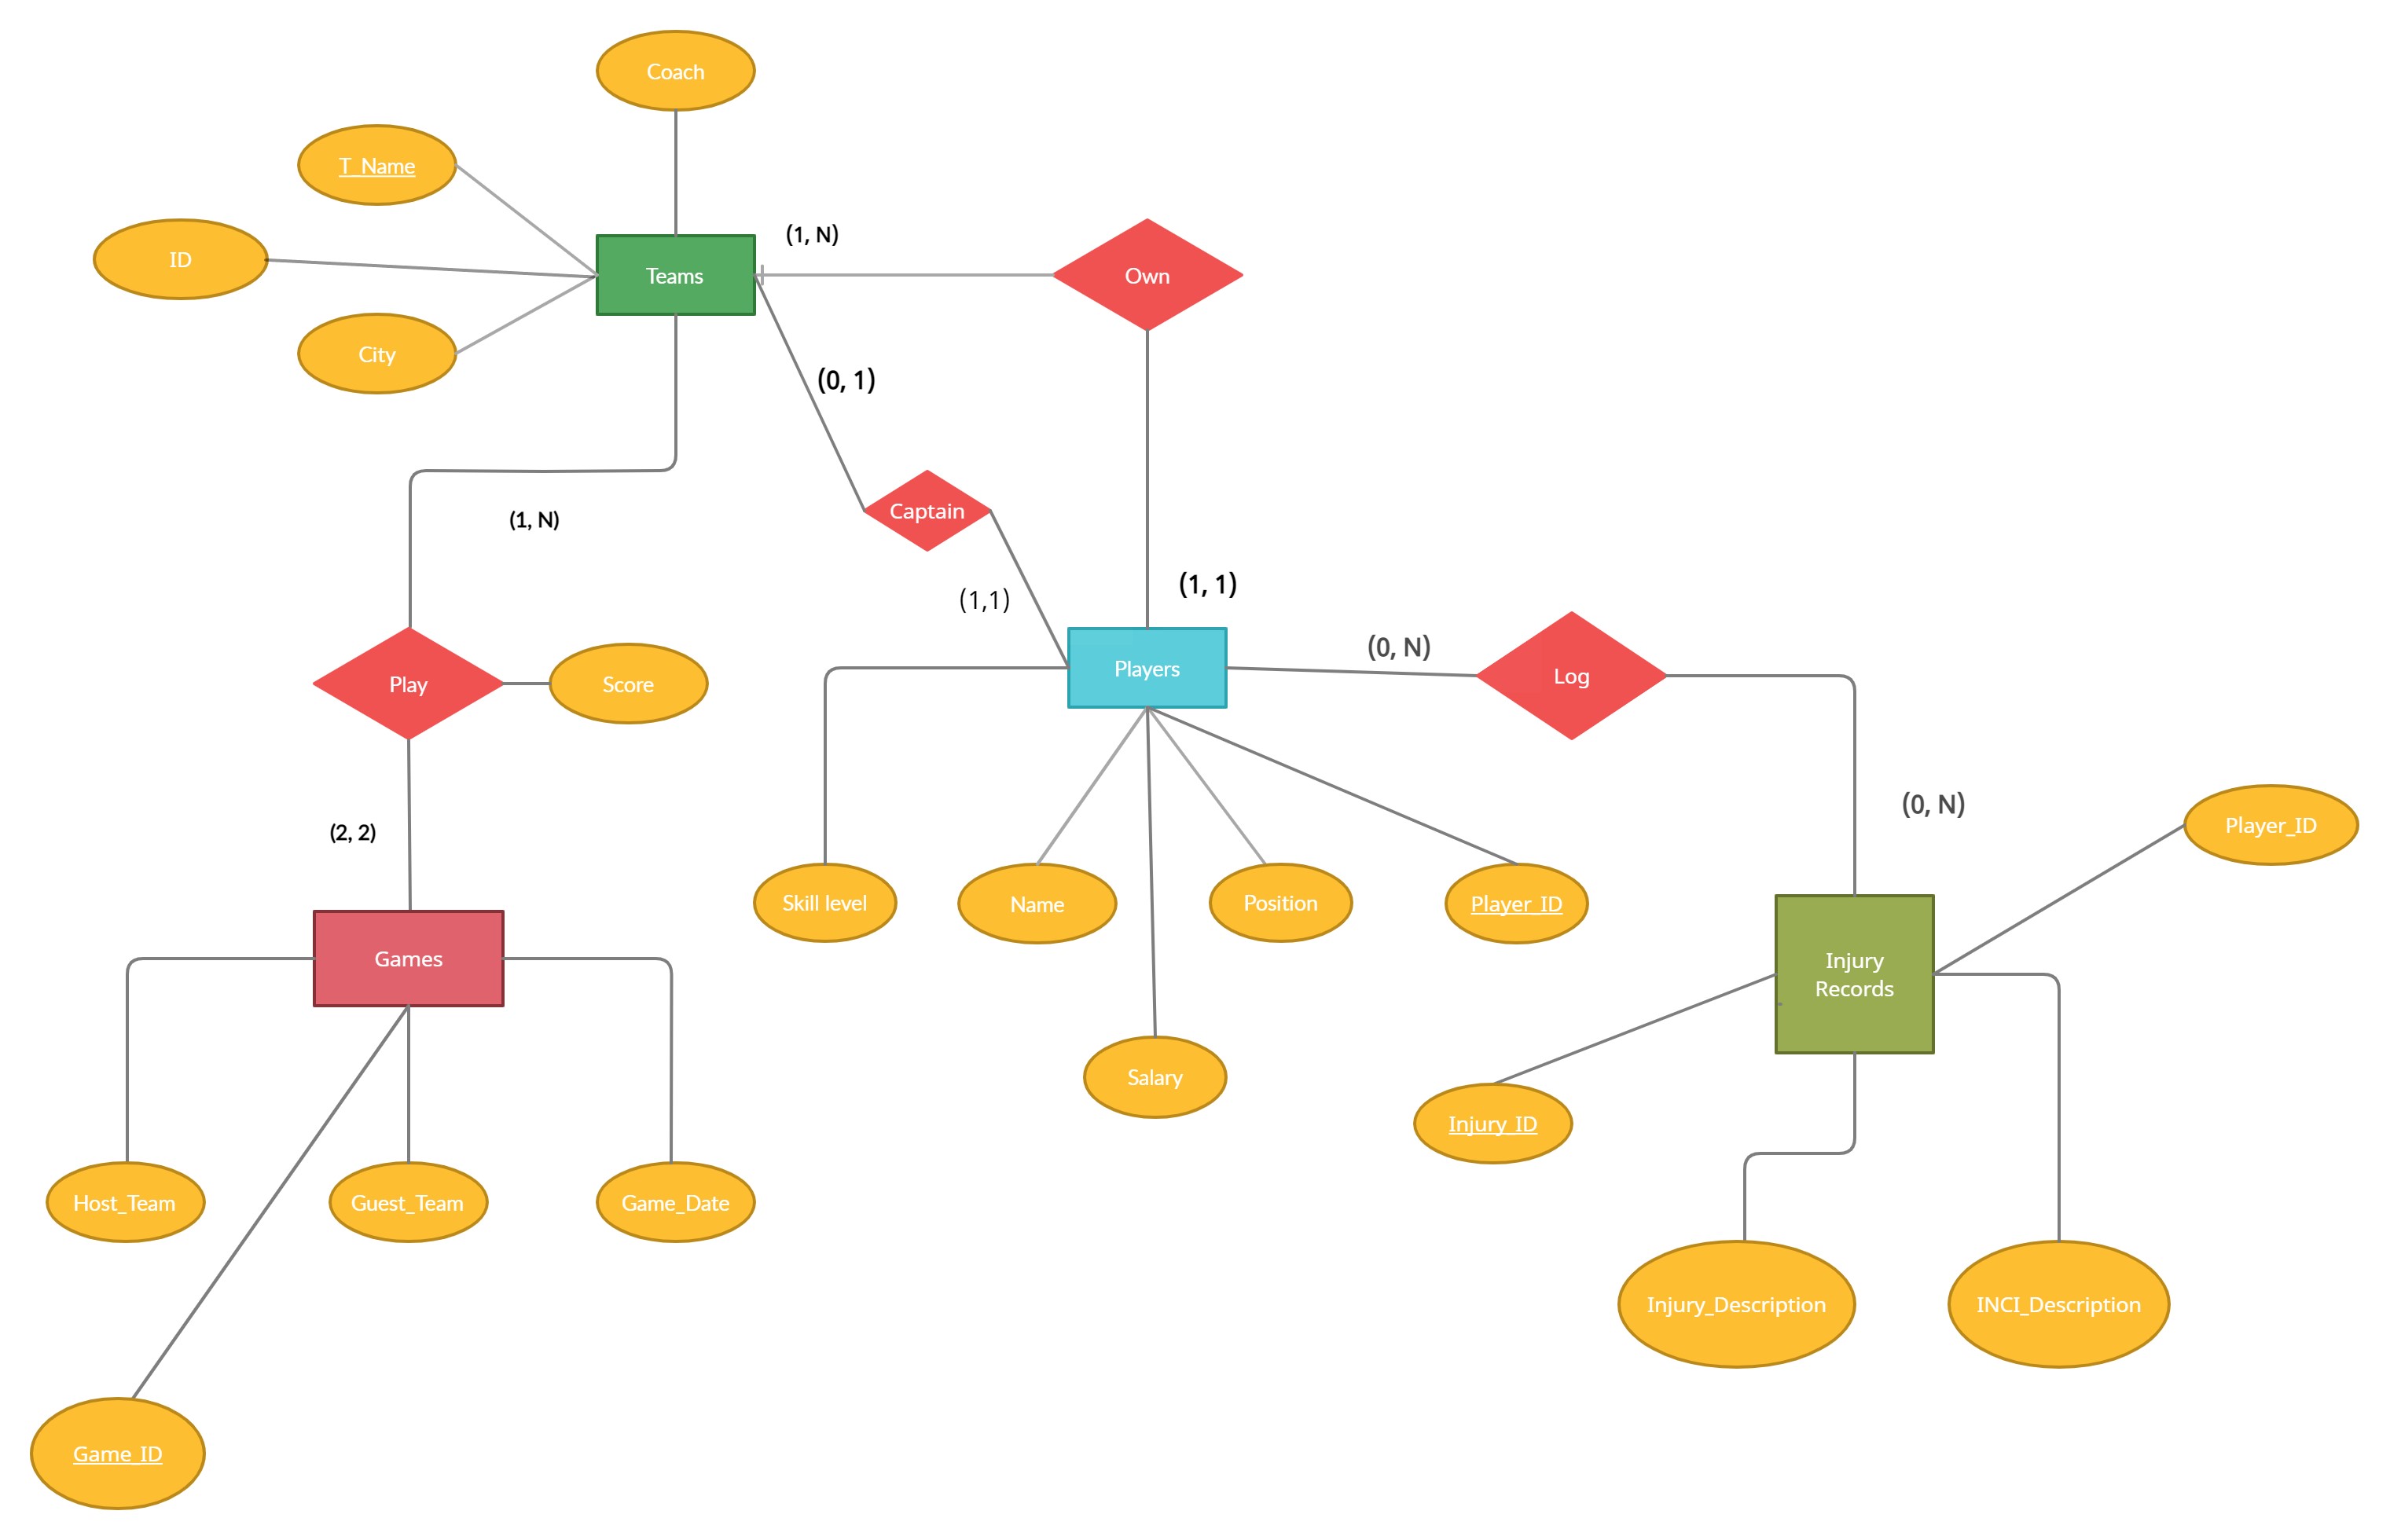 Coach
T_Name
(1, N)
ID
Teams
Own
City
(0, 1)
Captain
(1, N)
(1, 1)
(1,1)
(0, N)
Players
Log
Play
Score
(0, N)
Player_ID
(2, 2)
Skill level
Name
Position
Player_ID
Games
Injury
Records
Salary
Injury_ID
Host_Team
Guest_Team
Game_Date
Injury_Description
INCI_Description
Game_ID